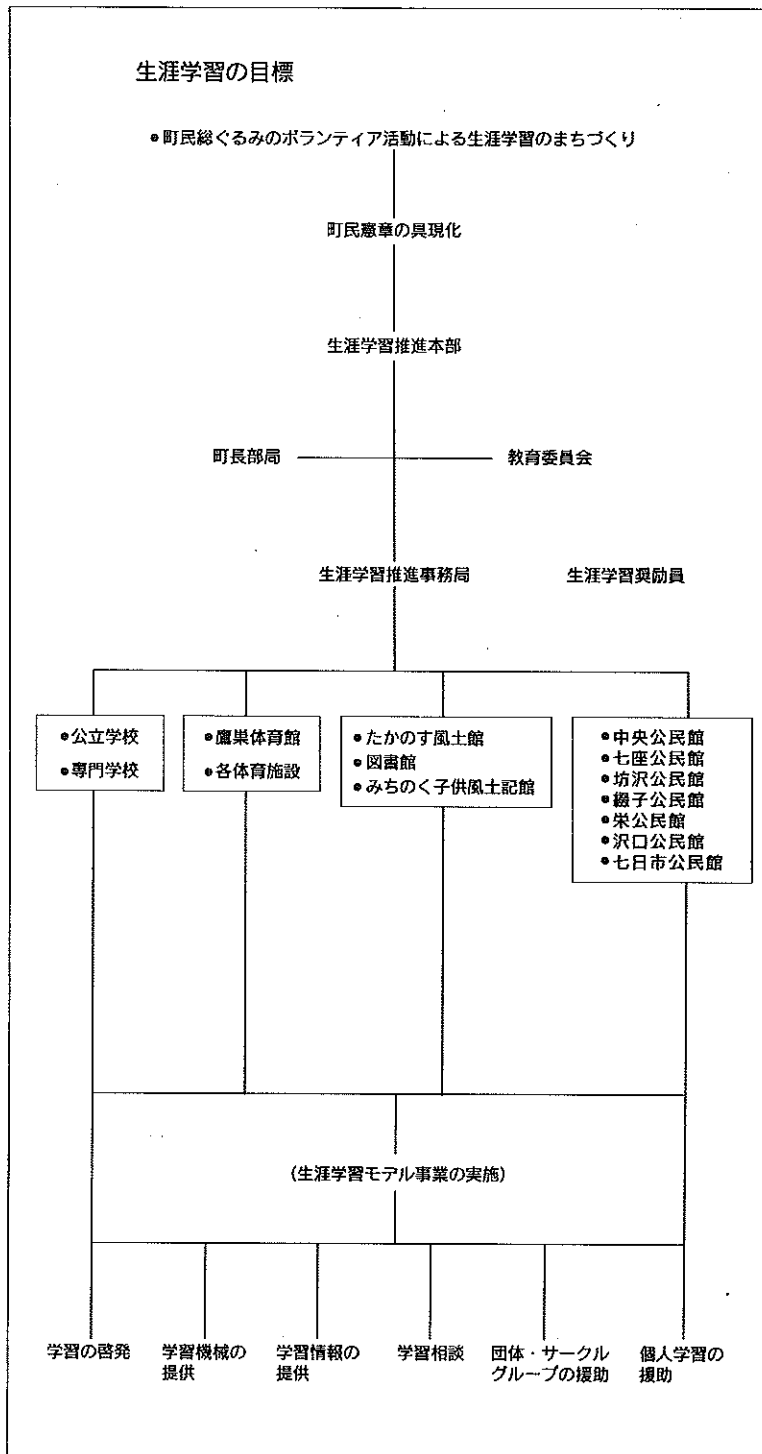 生涯学習の目標
●町民総ぐるみのボランティア活動による生涯学習のまちづくり
町民憲章の具現化
生涯学習推進本部
町長部局
教育委員会
生涯学習推進事務局
生涯学習奨励員
●公立学校
●専門学校
●鷹巣体育館
●各体育施設
●たかのす風土館
●図書館
●みちのく子供風土記館
●中央公民館
●七座公民館
●坊沢公民館
●綴子公民館
●栄公民館
●沢口公民館
●七日市公民館
(生涯学習モデル事業の実施)
学習の啓発
学習機械の
提供
学習情報の
提供
学習相談
団体・サークル
グループの援助
個人学習の
援助